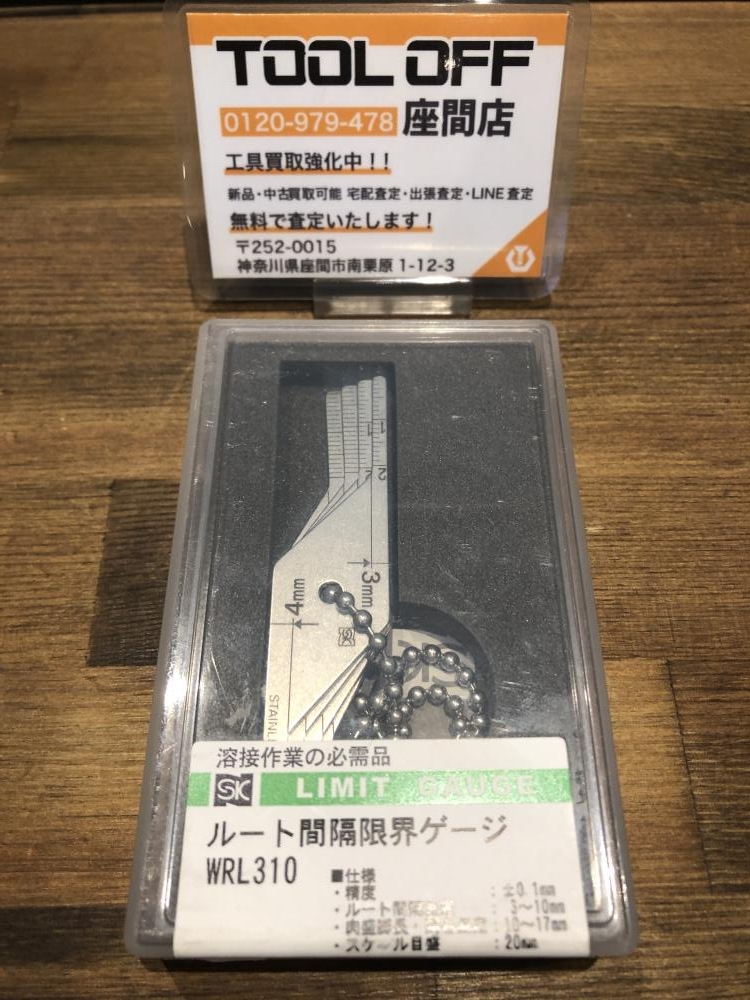 TOOL OFF
0120-979-478 座間店
工具買取強化中!!
新品・中古買取可能 宅配査定・出張査定・LINE査定
無料で査定いたします!
〒252-0015
神奈川県座間市南栗原 1-12-3
1
2
3mm
4mm
SK
溶接作業の必需品
SK LIMIT GAUGE
ルート間隔限界ゲージ
WRL310
■仕様
・精度 : ±0.1mm
・ルート間隔 : 3～10mm
・肉盛脚長・ : 10～17mm
・スケール目盛 : 20mm